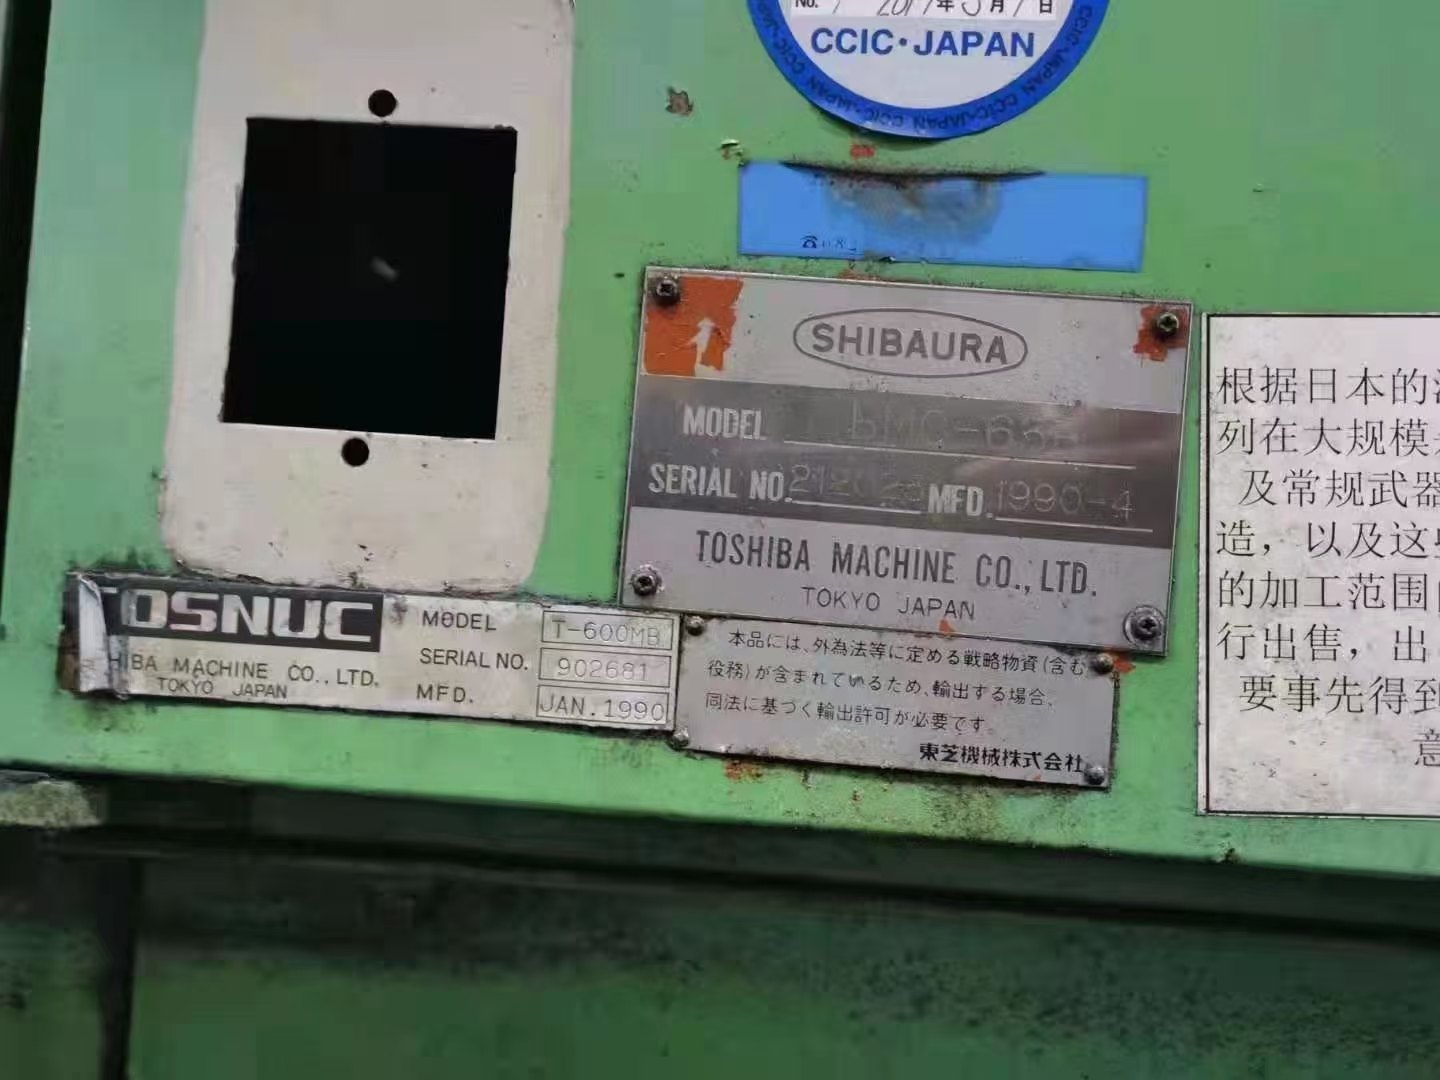 CCIC·JAPAN
SHIBAURA
MODEL
SERIAL NO. MFD. 1990-4
TOSHIBA MACHINE CO., LTD.
TOKYO JAPAN
TOSNUC
MACHINE CO., LTD.
TOKYO JAPAN
MODEL T-600MB
SERIAL NO. 902681
MFD. JAN. 1990
本品には、外為法等に定める戦略物資(含む
役務)が含まれているため、輸出する場合、
同法に基づく輸出許可が必要です。
東芝機械株式会社
根据日本的
列在大规模
及常规武器
造，以及这些
的加工范围
行出售，出
要事先得到
意